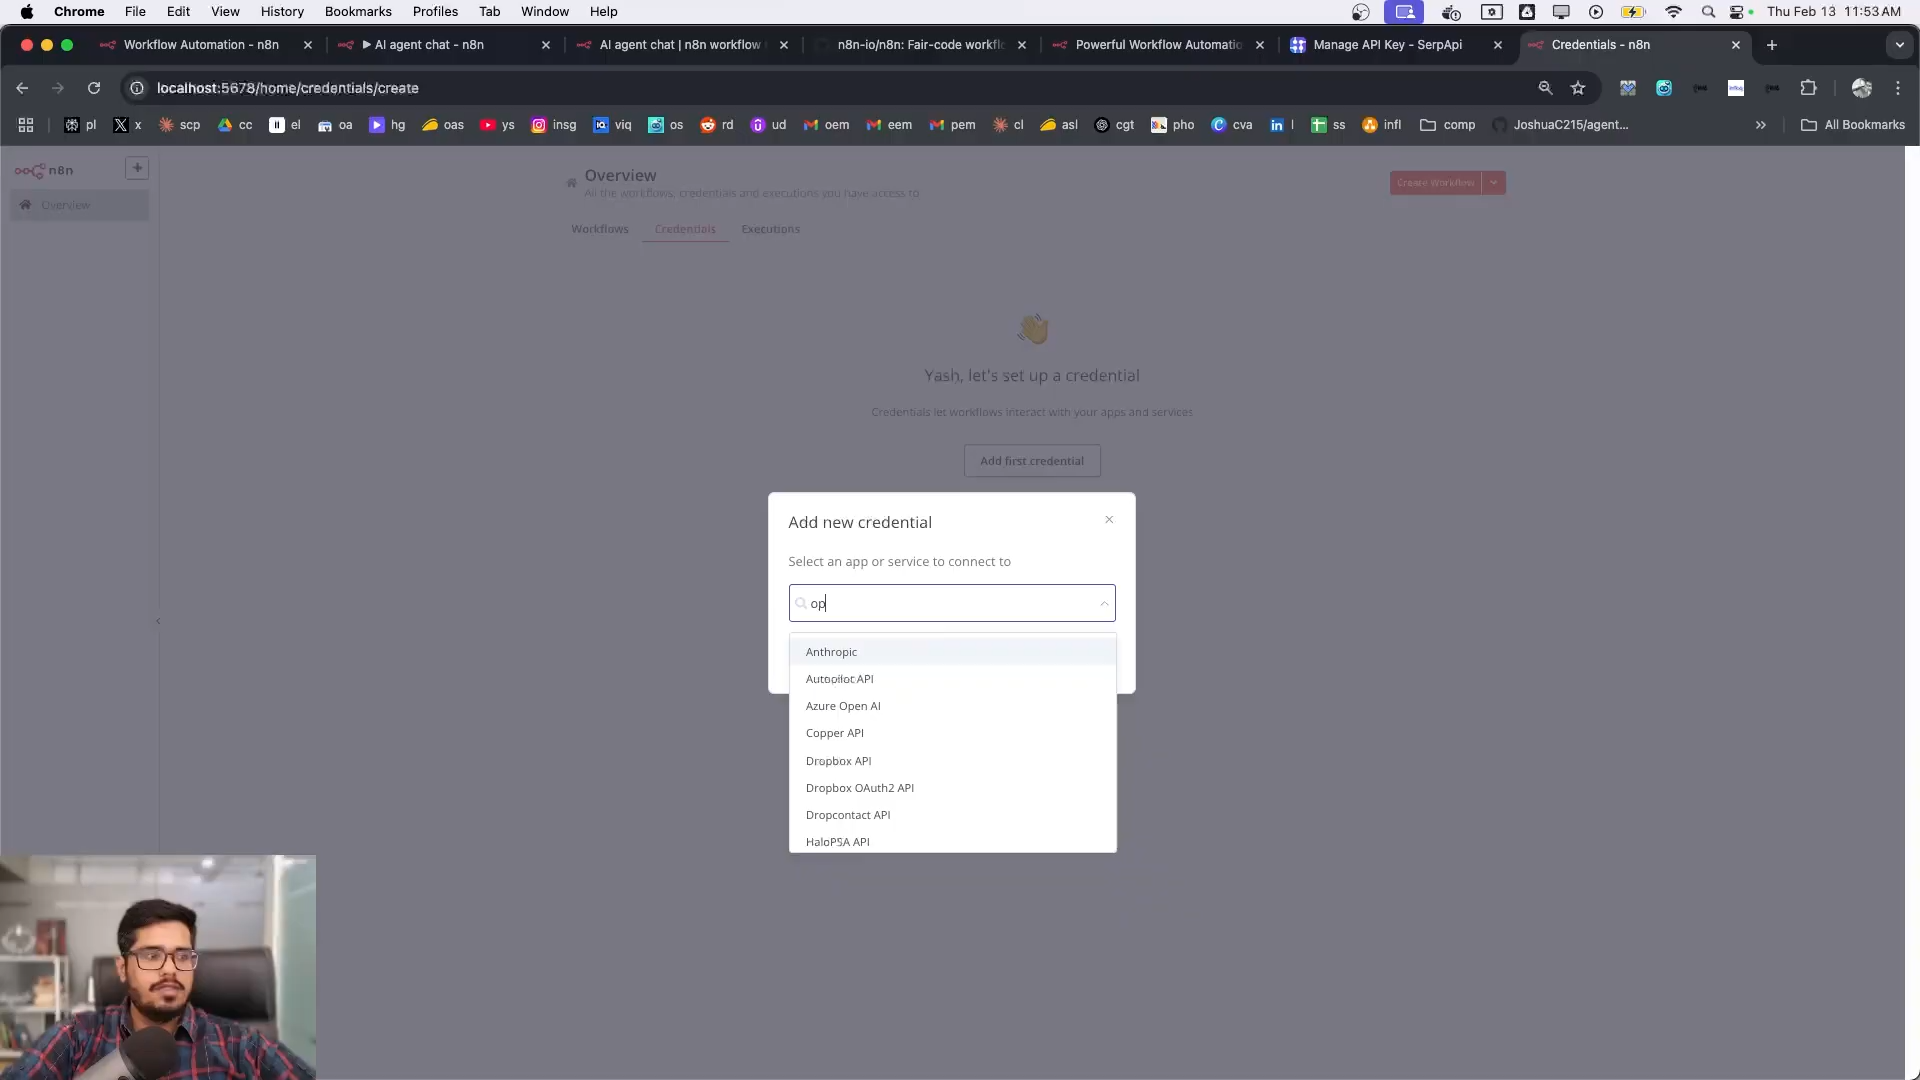 Chrome File Edit View History Bookmarks Profiles Tab Window Help Thu Feb 13 11:53 AM
Workflow Automation - n8n AI agent chat - n8n AI agent chat | n8n workflow n8n-io/n8n: Fair-code workfl Powerful Workflow Automatio Manage API Key - SerpApi Credentials - n8n
localhost:5678/home/credentials/create
pl x scp cc el oa hg oas ys insg viq os rd ud oem eem pem cl asl cgt pho cva l ss infl comp JoshuaC215/agent... All Bookmarks
n8n
Overview
Overview
All the workflows, credentials and executions you have access to
Create Workflow
Workflows Credentials Executions
Yash, let's set up a credential
Credentials let workflows interact with your apps and services
Add first credential
Add new credential
Select an app or service to connect to
op
Anthropic
Autopilot API
Azure Open AI
Copper API
Dropbox API
Dropbox OAuth2 API
Dropcontact API
HaloPSA API